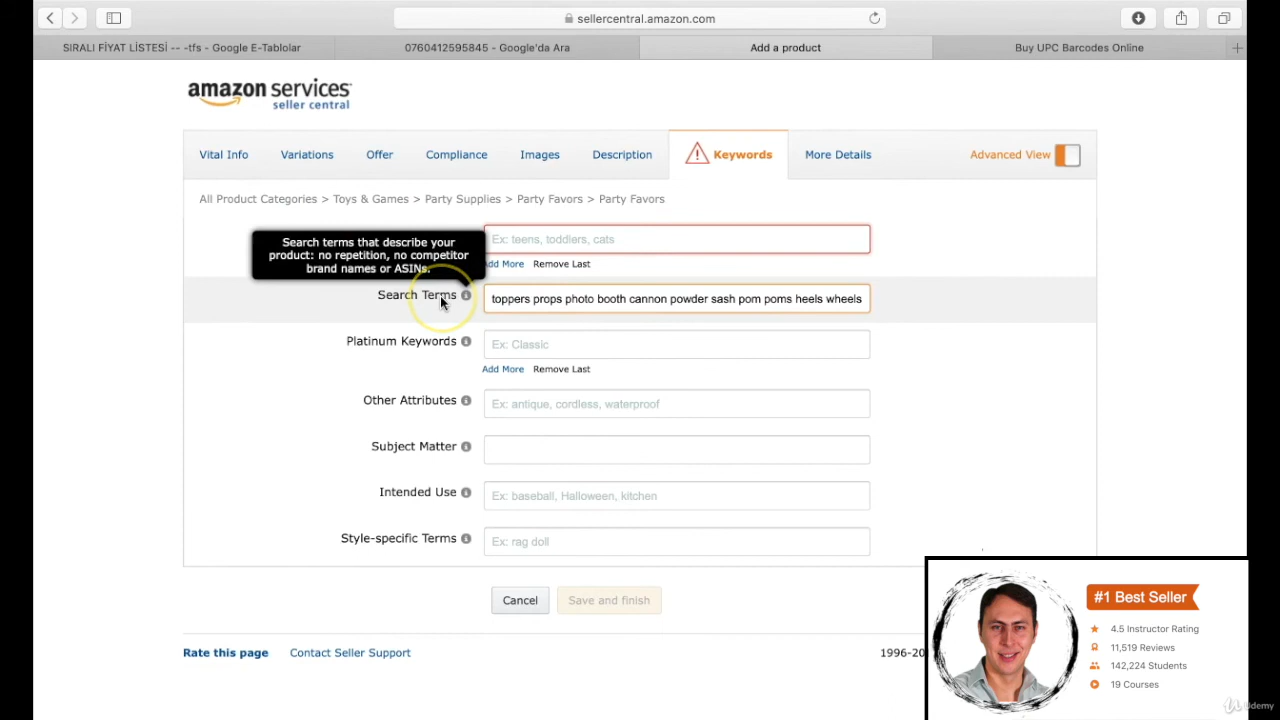 sellercentral.amazon.com
SIRALI FİYAT LİSTESİ -- -tfs - Google E-Tablolar
0760412595845 - Google'da Ara
Add a product
Buy UPC Barcodes Online
amazon services
seller central
Vital Info
Variations
Offer
Compliance
Images
Description
Keywords
More Details
Advanced View
All Product Categories > Toys & Games > Party Supplies > Party Favors > Party Favors
Search terms that describe your
product: no repetition, no competitor
brand names or ASINs.
Ex: teens, toddlers, cats
dd More Remove Last
Search Terms
toppers props photo booth cannon powder sash pom poms heels wheels
Platinum Keywords
Ex: Classic
Add More Remove Last
Other Attributes
Ex: antique, cordless, waterproof
Subject Matter
Intended Use
Ex: baseball, Halloween, kitchen
Style-specific Terms
Ex: rag doll
Cancel
Save and finish
Rate this page
Contact Seller Support
1996-20
#1 Best Seller
4.5 Instructor Rating
11,519 Reviews
142,224 Students
19 Courses
Udemy